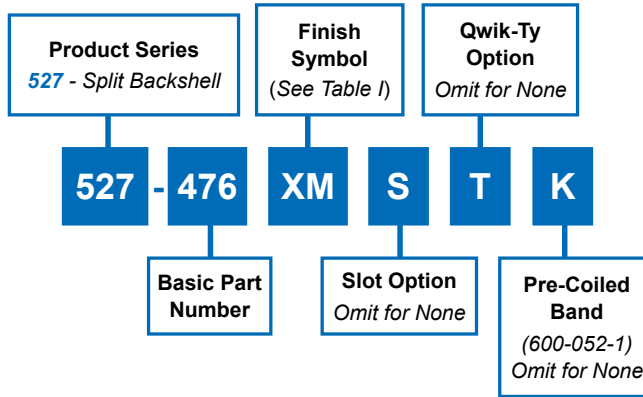 Product Series
527 - Split Backshell
Finish
Symbol
(See Table I)
Qwik-Ty
Option
Omit for None
527 - 476 XM S T K
Basic Part
Number
Slot Option
Omit for None
Pre-Coiled
Band
(600-052-1)
Omit for None